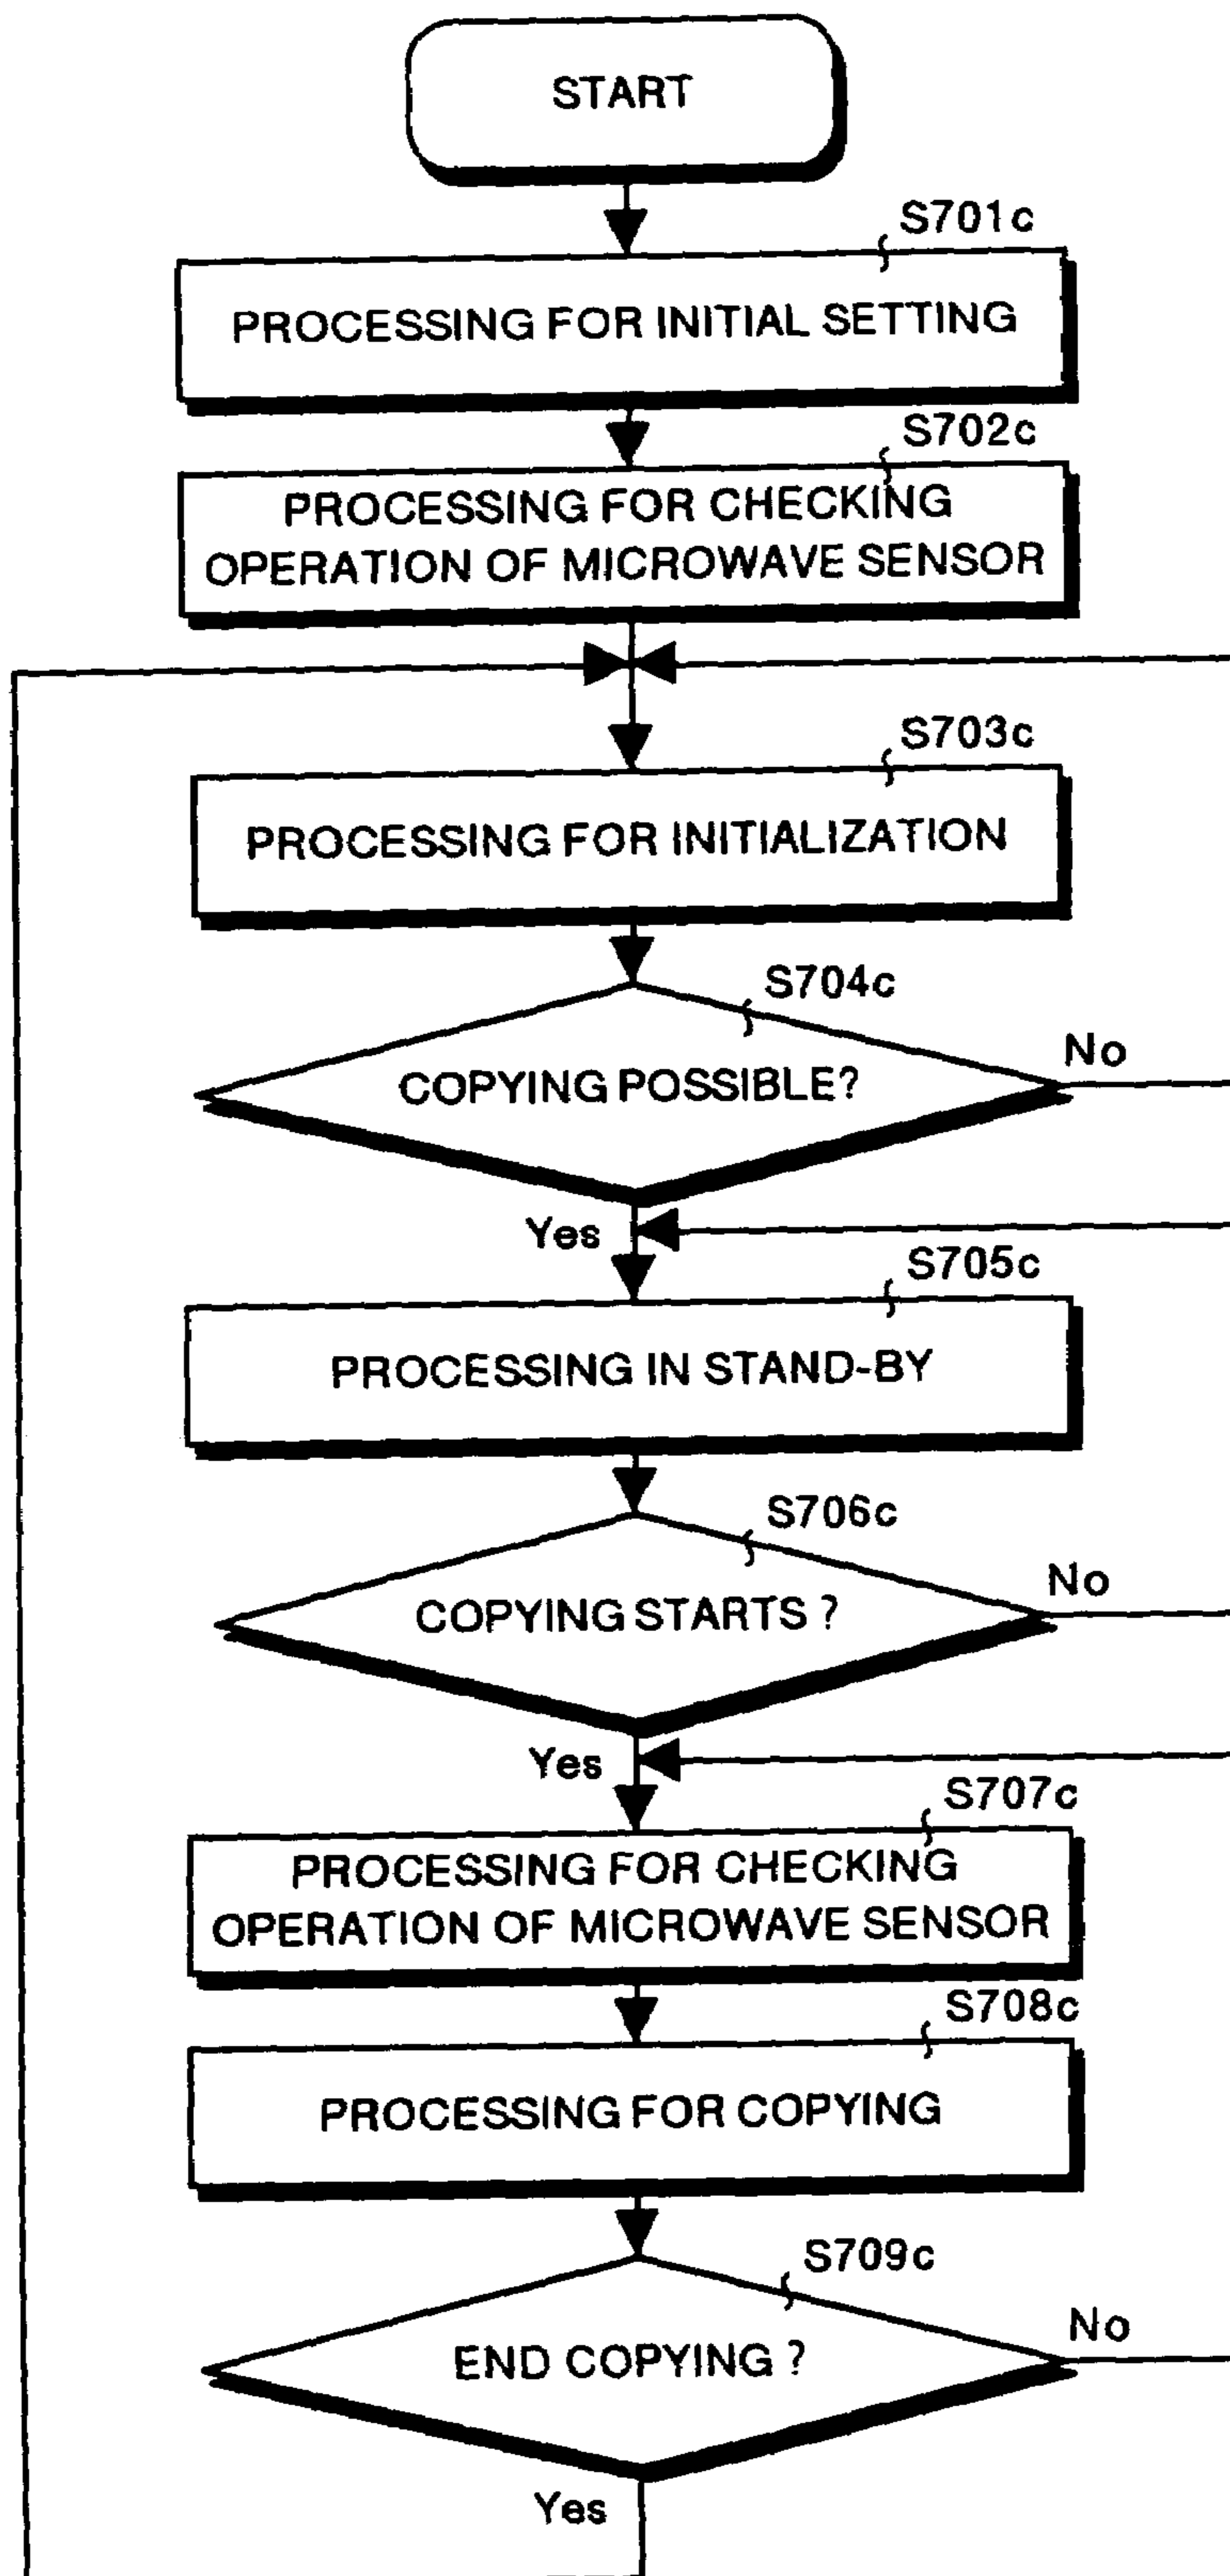 START
S701c
PROCESSING FOR INITIAL SETTING
S702c
PROCESSING FOR CHECKING
OPERATION OF MICROWAVE SENSOR
S703c
PROCESSING FOR INITIALIZATION
S704c
No
COPYING POSSIBLE?
Yes
S705c
PROCESSING IN STAND-BY
S706c
No
COPYING STARTS ?
Yes
S707c
PROCESSING FOR CHECKING
OPERATION OF MICROWAVE SENSOR
S708c
PROCESSING FOR COPYING
S709c
No
END COPYING ?
Yes